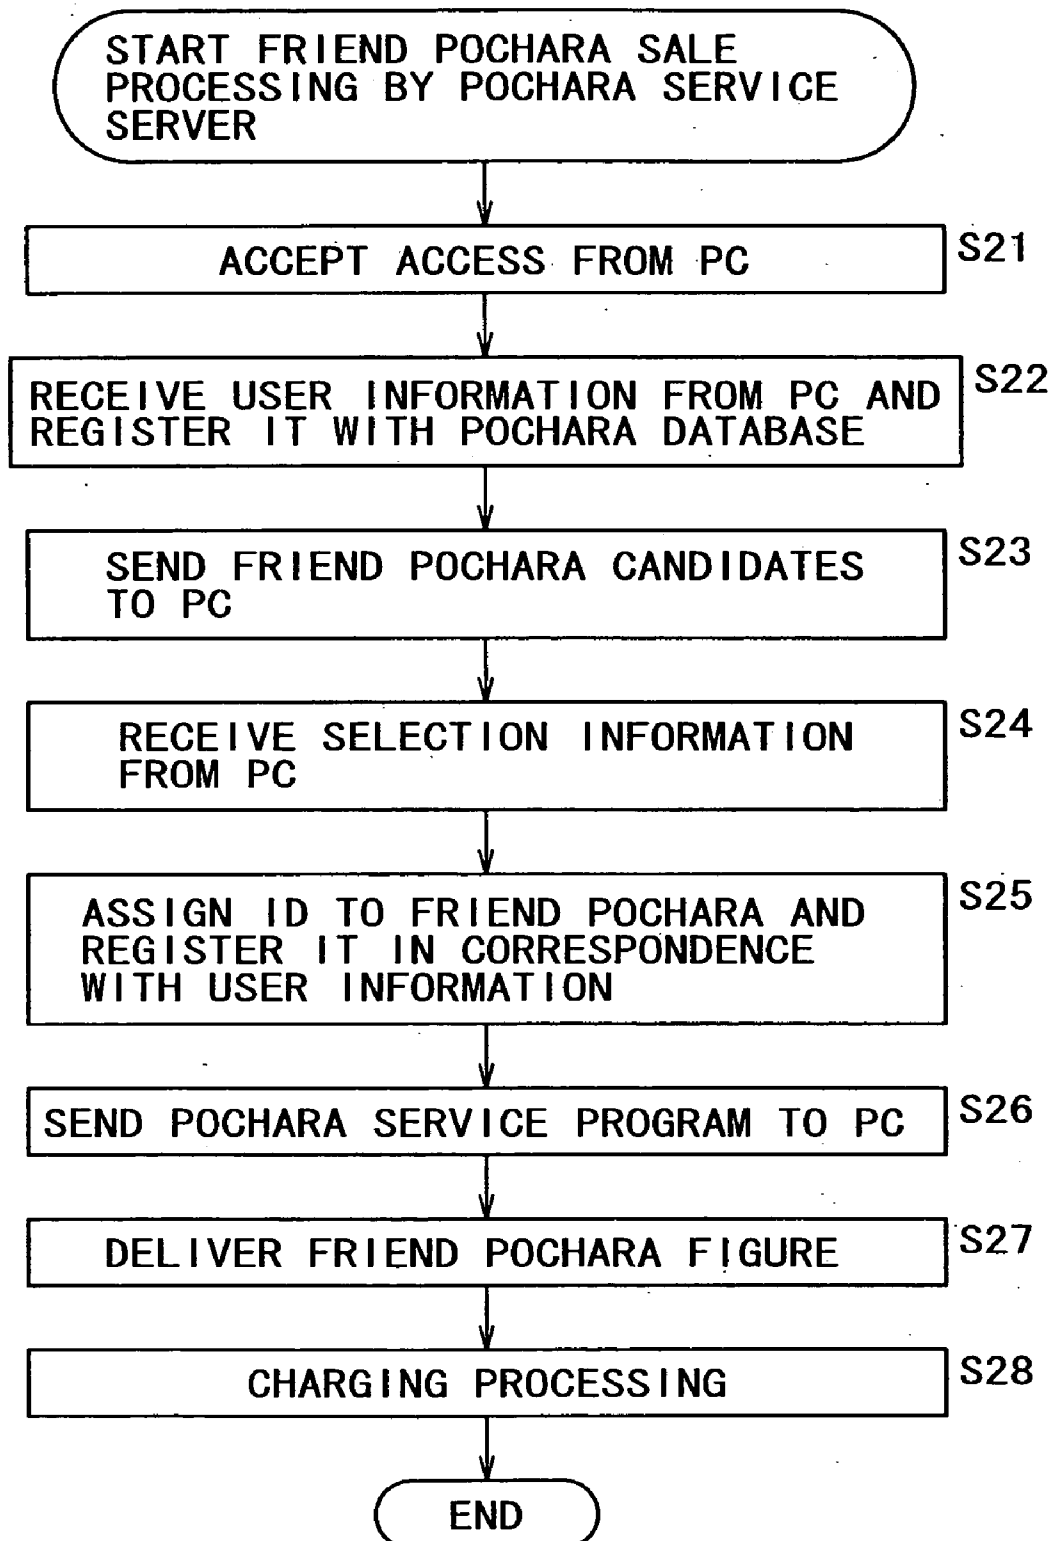 START FRIEND POCHARA SALE
PROCESSING BY POCHARA SERVICE
SERVER
ACCEPT ACCESS FROM PC
S21
RECEIVE USER INFORMATION FROM PC AND
REGISTER IT WITH POCHARA DATABASE
S22
SEND FRIEND POCHARA CANDIDATES
TO PC
S23
RECEIVE SELECTION INFORMATION
FROM PC
S24
ASSIGN ID TO FRIEND POCHARA AND
REGISTER IT IN CORRESPONDENCE
WITH USER INFORMATION
S25
SEND POCHARA SERVICE PROGRAM TO PC
S26
DELIVER FRIEND POCHARA FIGURE
S27
CHARGING PROCESSING
S28
END